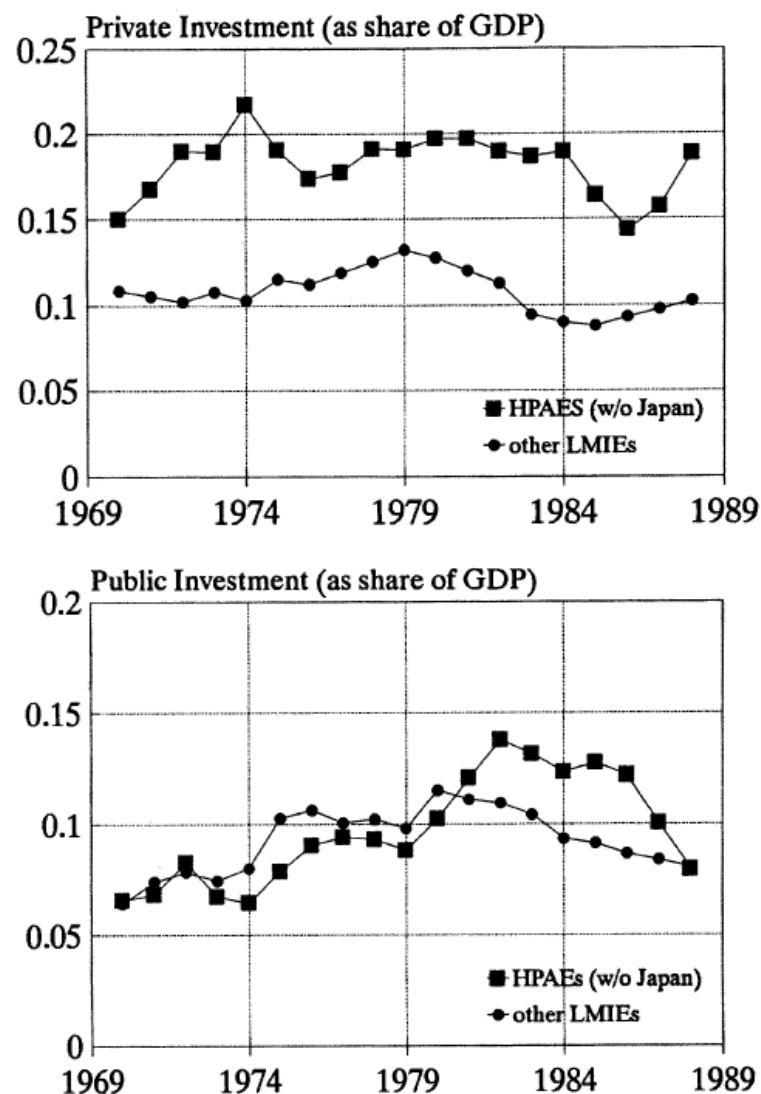 Private Investment (as share of GDP)
0.25
0.2
0.15
0.1
0.05
0
HPAES (w/o Japan)
other LMIEs
1969 1974 1979 1984 1989
Public Investment (as share of GDP)
0.2
0.15
0.1
0.05
0
HPAEs (w/o Japan)
other LMIEs
1969 1974 1979 1984 1989